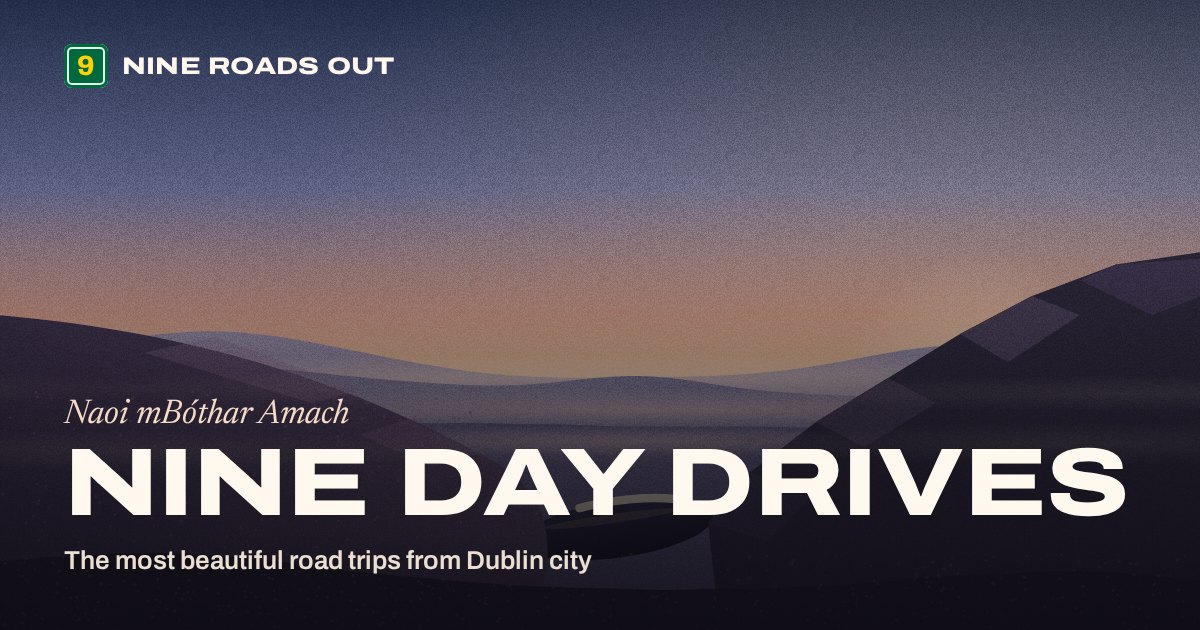 9 NINE ROADS OUT
Naoi mBóthar Amach
NINE DAY DRIVES
The most beautiful road trips from Dublin city